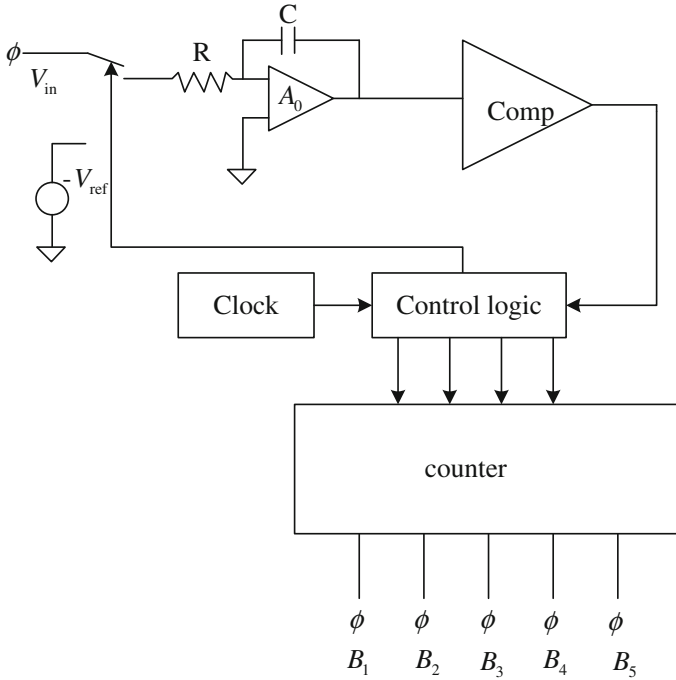 C
R
ϕ
V_in
A_0
Comp
-V_ref
Clock
Control logic
counter
ϕ ϕ ϕ ϕ ϕ
B_1 B_2 B_3 B_4 B_5